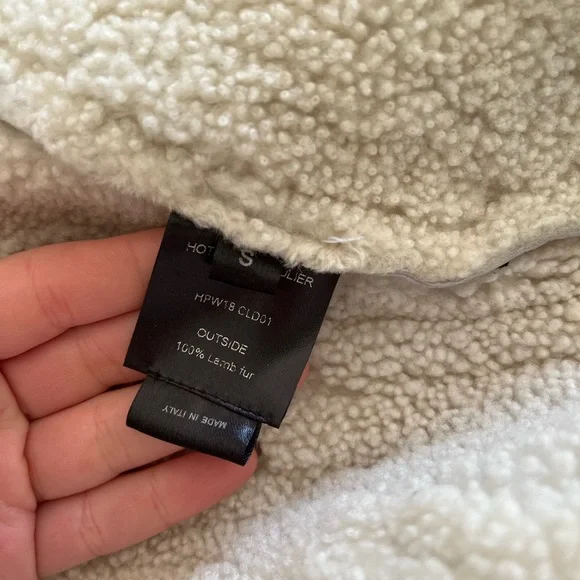 S
HPW18 CLD01
OUTSIDE
100% Lamb fur
MADE IN ITALY